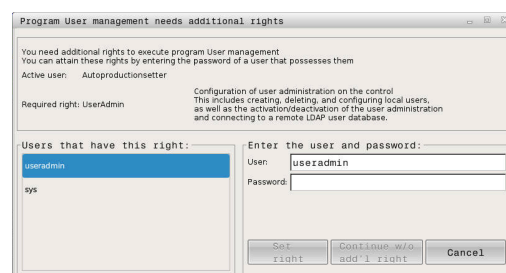 Program User management needs additional rights
You need additional rights to execute program User management
You can attain these rights by entering the password of a user that possesses them
Active user: Autoproductionsetter
Required right: UserAdmin
Configuration of user administration on the control
This includes creating, deleting, and configuring local users,
as well as the activation/deactivation of the user administration
and connecting to a remote LDAP user database.
Users that have this right:
useradmin
sys
Enter the user and password:
User: useradmin
Password:
Set right
Continue w/o add'l right
Cancel